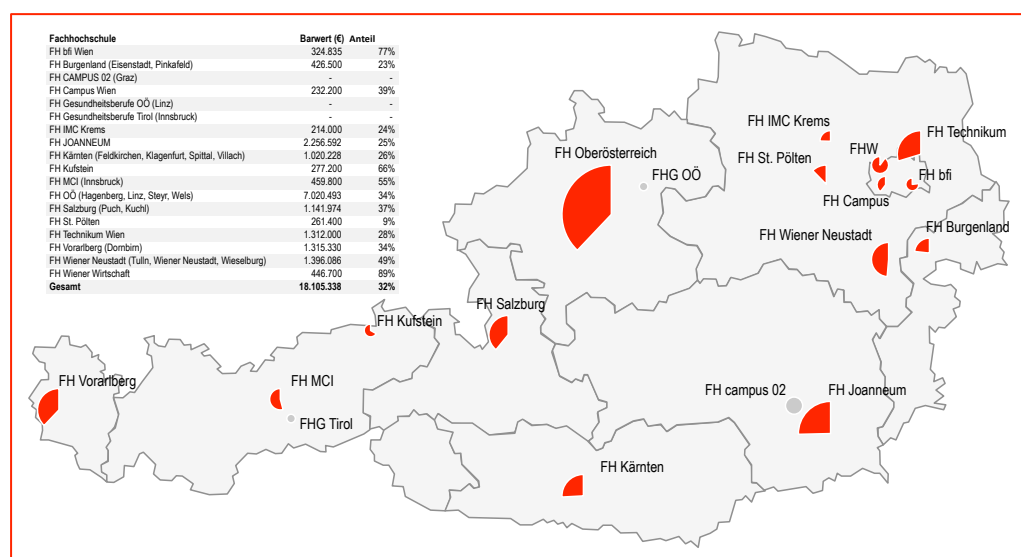 Fachhochschule Barwert (€) Anteil
FH bfi Wien 324.835 77%
FH Burgenland (Eisenstadt, Pinkafeld) 426.500 23%
FH CAMPUS 02 (Graz) - -
FH Campus Wien 232.200 39%
FH Gesundheitsberufe OÖ (Linz) - -
FH Gesundheitsberufe Tirol (Innsbruck) - -
FH IMC Krems 214.000 24%
FH JOANNEUM 2.256.592 25%
FH Kärnten (Feldkirchen, Klagenfurt, Spittal, Villach) 1.020.228 26%
FH Kufstein 277.200 66%
FH MCI (Innsbruck) 459.800 55%
FH OÖ (Hagenberg, Linz, Steyr, Wels) 7.020.493 34%
FH Salzburg (Puch, Kuchl) 1.141.974 37%
FH St. Pölten 261.400 9%
FH Technikum Wien 1.312.000 28%
FH Vorarlberg (Dornbirn) 1.315.330 34%
FH Wiener Neustadt (Tulln, Wiener Neustadt, Wieselburg) 1.396.086 49%
FH Wiener Wirtschaft 446.700 89%
Gesamt 18.105.338 32%
FH IMC Krems
FH Technikum
FH Oberösterreich
FH St. Pölten
FHW
FHG OÖ
FH bfi
FH Campus
FH Wiener Neustadt
FH Burgenland
FH Salzburg
FH Kufstein
FH Vorarlberg
FH MCI
FH campus 02
FH Joanneum
FHG Tirol
FH Kärnten